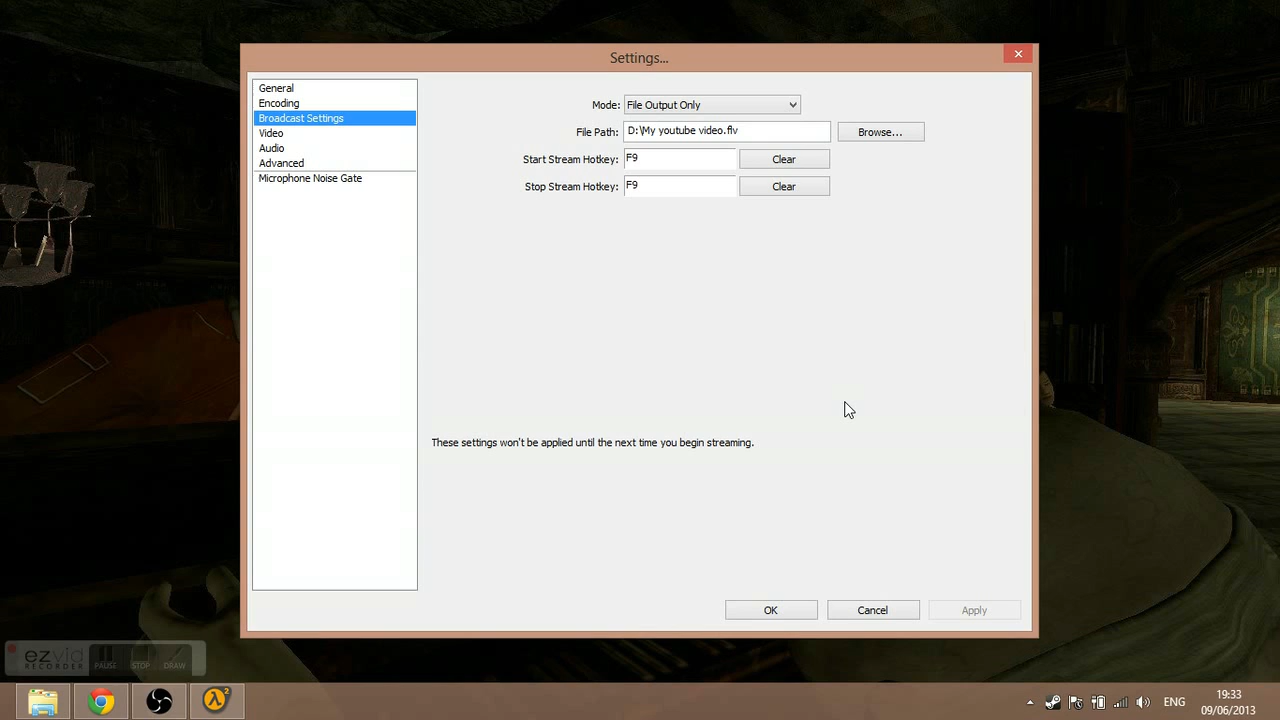 Settings...
General
Encoding
Broadcast Settings
Video
Audio
Advanced
Microphone Noise Gate
Mode: File Output Only
File Path: D:\My youtube video.flv Browse...
Start Stream Hotkey: F9 Clear
Stop Stream Hotkey: F9 Clear
These settings won't be applied until the next time you begin streaming.
OK Cancel Apply
ezvid
RECORDER
PAUSE STOP DRAW
ENG
19:33
09/06/2013